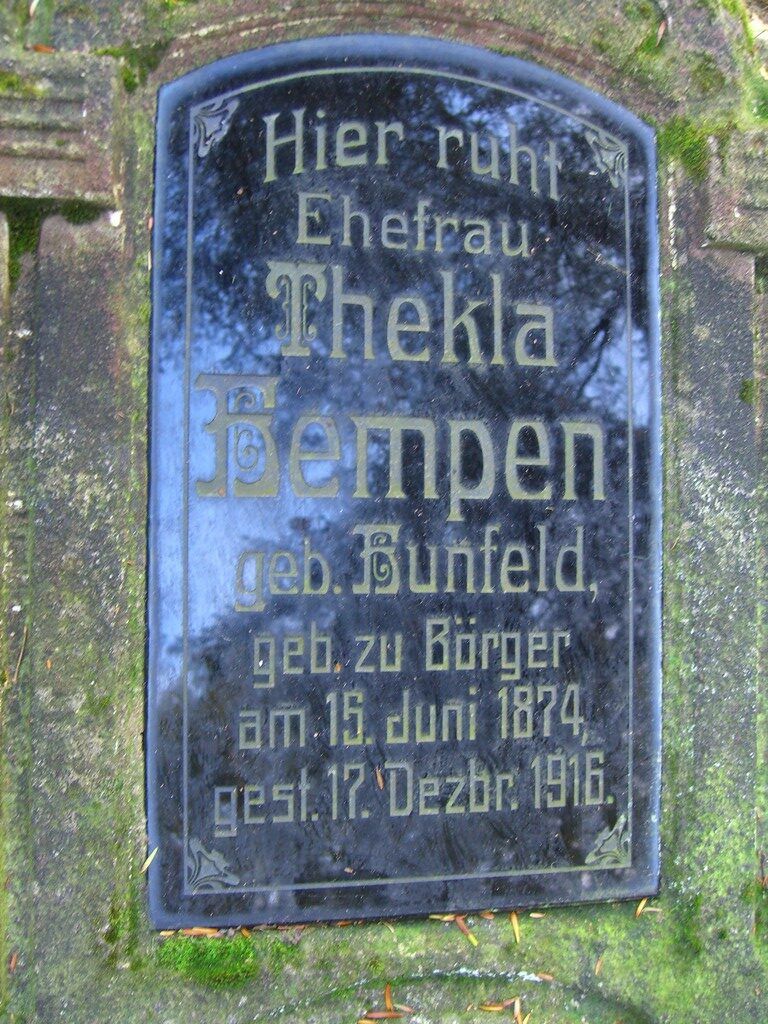 Hier ruht
Ehefrau
Thekla
Hempen
geb. Hunfeld,
geb. zu Börger
am 15. Juni 1874,
gest. 17. Dezbr. 1916.